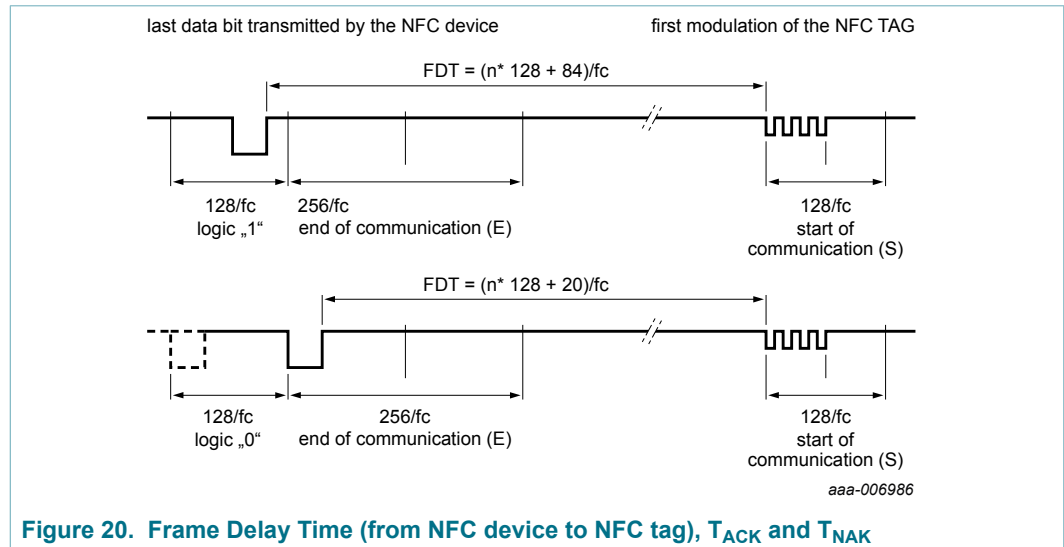 last data bit transmitted by the NFC device first modulation of the NFC TAG
FDT = (n* 128 + 84)/fc
128/fc 256/fc 128/fc
logic „1“ end of communication (E) start of
communication (S)
FDT = (n* 128 + 20)/fc
128/fc 256/fc 128/fc
logic „0“ end of communication (E) start of
communication (S)
aaa-006986
Figure 20. Frame Delay Time (from NFC device to NFC tag), TACK and TNAK